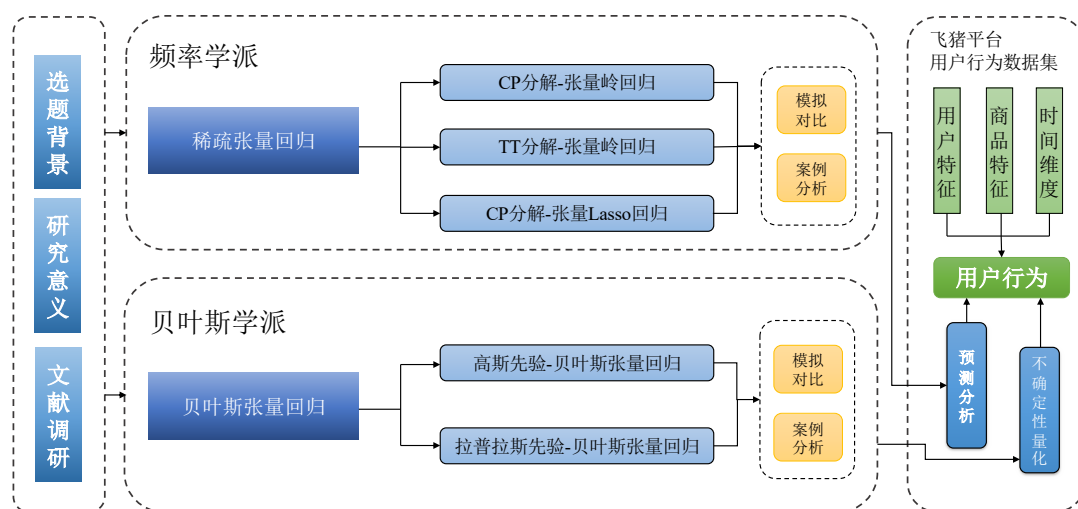 选题背景
研究意义
文献调研
频率学派
稀疏张量回归
CP分解-张量岭回归
TT分解-张量岭回归
CP分解-张量Lasso回归
模拟
对比
案例
分析
贝叶斯学派
贝叶斯张量回归
高斯先验-贝叶斯张量回归
拉普拉斯先验-贝叶斯张量回归
模拟
对比
案例
分析
飞猪平台
用户行为数据集
用户特征
商品特征
时间维度
用户行为
预测分析
不确定性量化